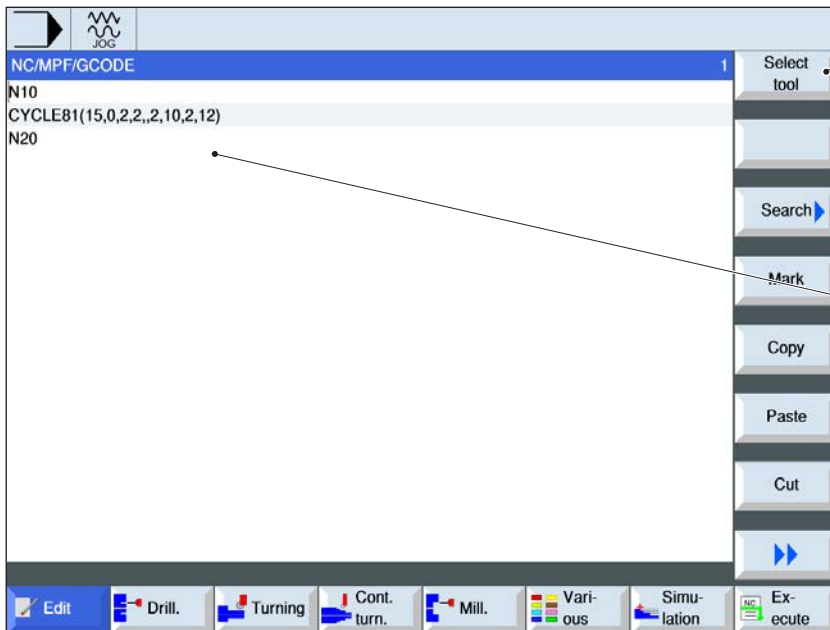 JOG
NC/MPF/GCODE 1
N10
CYCLE81(15,0,2,2,,2,10,2,12)
N20
Select
tool
Search
Mark
Copy
Paste
Cut
Edit
Drill.
Turning
Cont.
turn.
Mill.
Vari-
ous
Simu-
lation
NC
Ex-
ecute